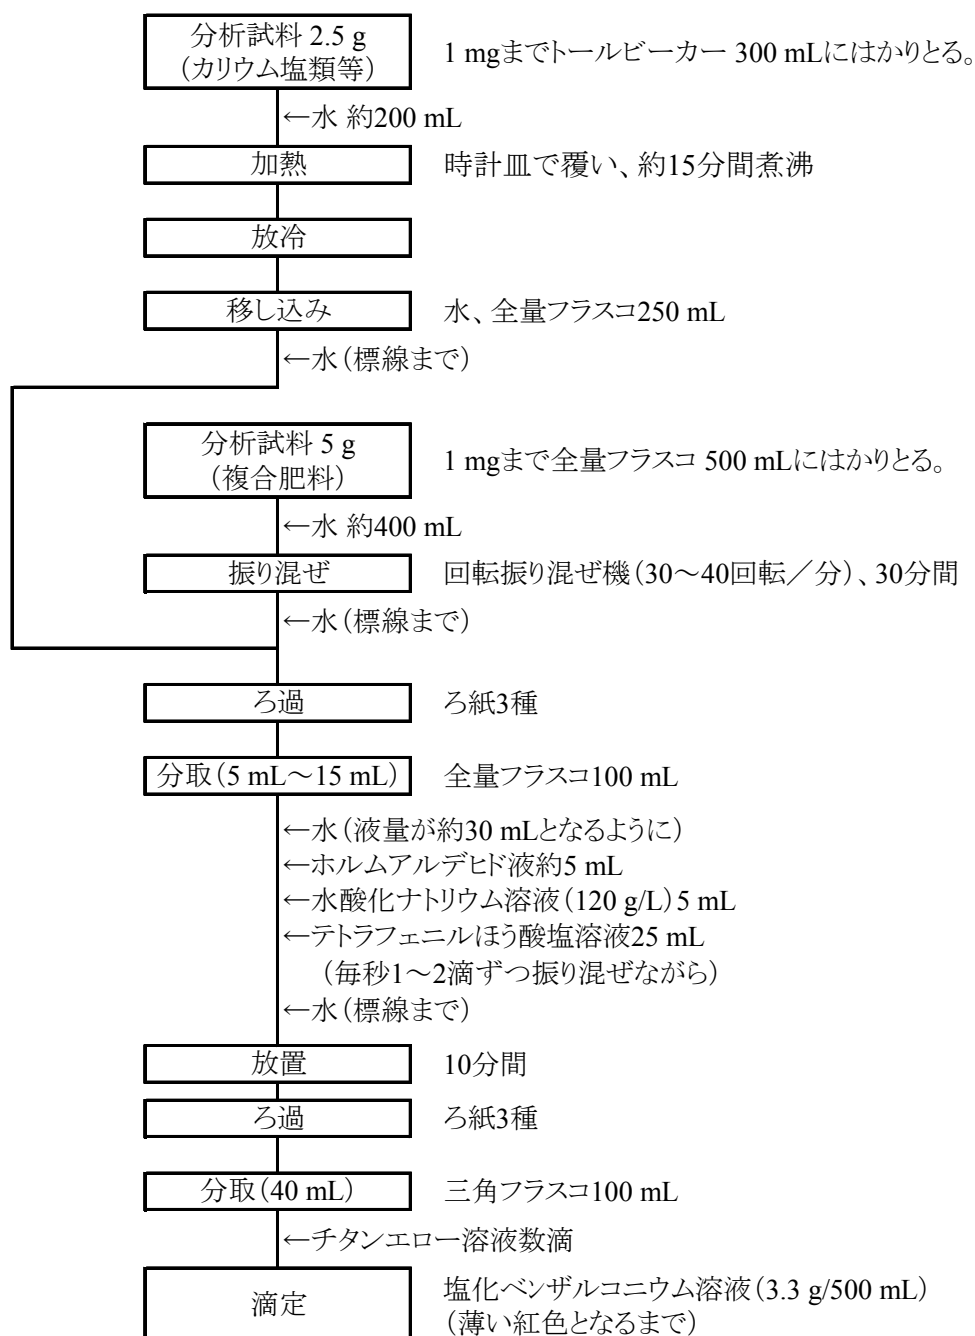 分析試料 2.5 g
(カリウム塩類等)
1 mgまでトールビーカー 300 mLにはかりとる。
←水 約200 mL
加熱
時計皿で覆い、約15分間煮沸
放冷
移し込み
水、全量フラスコ250 mL
←水(標線まで)
分析試料 5 g
(複合肥料)
1 mgまで全量フラスコ 500 mLにはかりとる。
←水 約400 mL
振り混ぜ
回転振り混ぜ機(30~40回転/分)、30分間
←水(標線まで)
ろ過
ろ紙3種
分取(5 mL~15 mL)
全量フラスコ100 mL
←水(液量が約30 mLとなるように)
←ホルムアルデヒド液約5 mL
←水酸化ナトリウム溶液(120 g/L)5 mL
←テトラフェニルほう酸塩溶液25 mL
(毎秒1~2滴ずつ振り混ぜながら)
←水(標線まで)
放置
10分間
ろ過
ろ紙3種
分取(40 mL)
三角フラスコ100 mL
←チタンエロー溶液数滴
滴定
塩化ベンザルコニウム溶液(3.3 g/500 mL)
(薄い紅色となるまで)